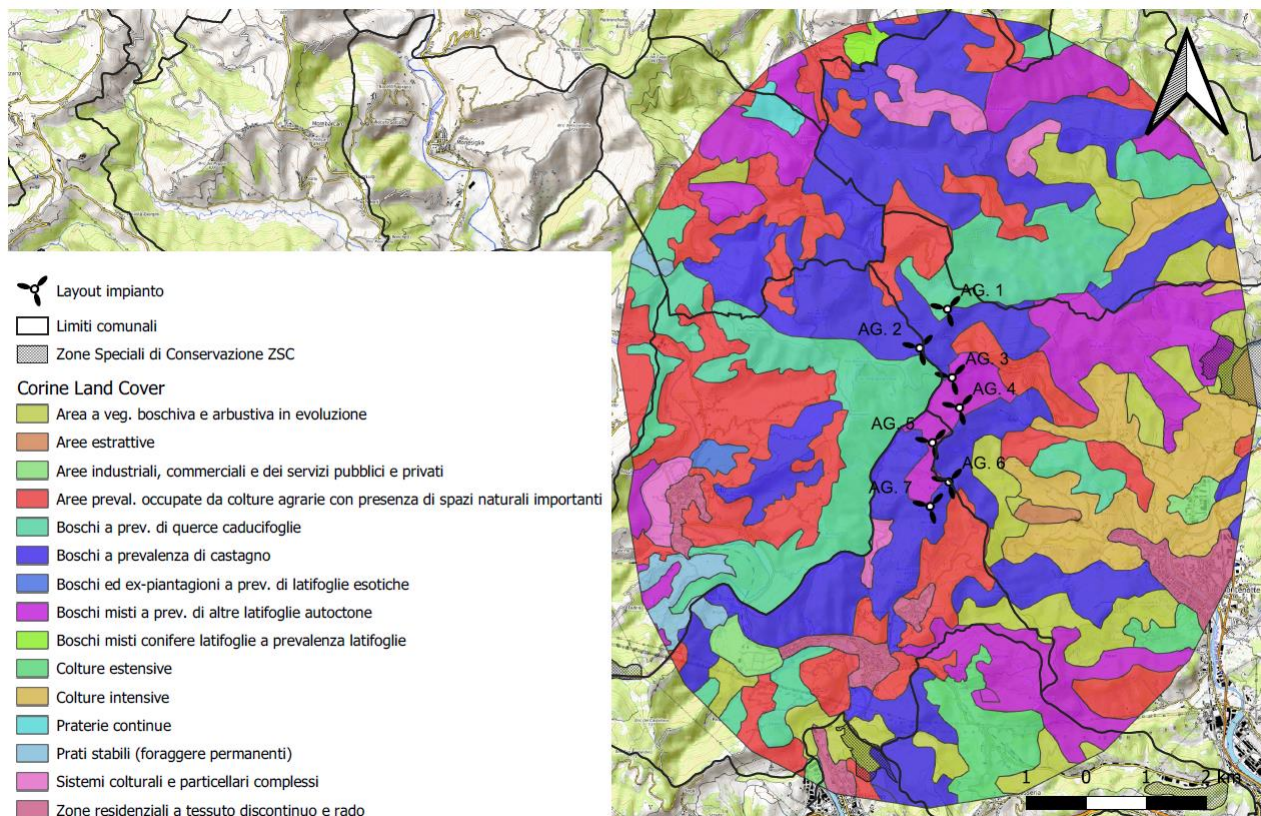 Layout impianto
Limiti comunali
Zone Speciali di Conservazione ZSC
Corine Land Cover
Area a veg. boschiva e arbustiva in evoluzione
Aree estrattive
Aree industriali, commerciali e dei servizi pubblici e privati
Aree preval. occupate da colture agrarie con presenza di spazi naturali importanti
Boschi a prev. di querce caducifoglie
Boschi a prevalenza di castagno
Boschi ed ex-piantagioni a prev. di latifoglie esotiche
Boschi misti a prev. di altre latifoglie autoctone
Boschi misti conifere latifoglie a prevalenza latifoglie
Colture estensive
Colture intensive
Praterie continue
Prati stabili (foraggere permanenti)
Sistemi colturali e particellari complessi
Zone residenziali a tessuto discontinuo e rado
AG. 1
AG. 2
AG. 3
AG. 4
AG. 5
AG. 6
AG. 7
1 0 1 2 km